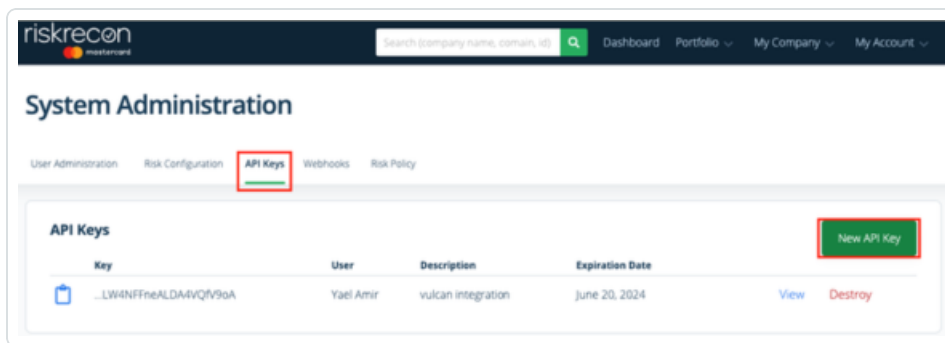 riskrecon
mastercard
Search (company name, comain, id)
Dashboard Portfolio My Company My Account
System Administration
User Administration Risk Configuration API Keys Webhooks Risk Policy
API Keys
New API Key
Key User Description Expiration Date
...LW4NFFneALDA4VQfV9oA Yael Amir vulcan integration June 20, 2024 View Destroy